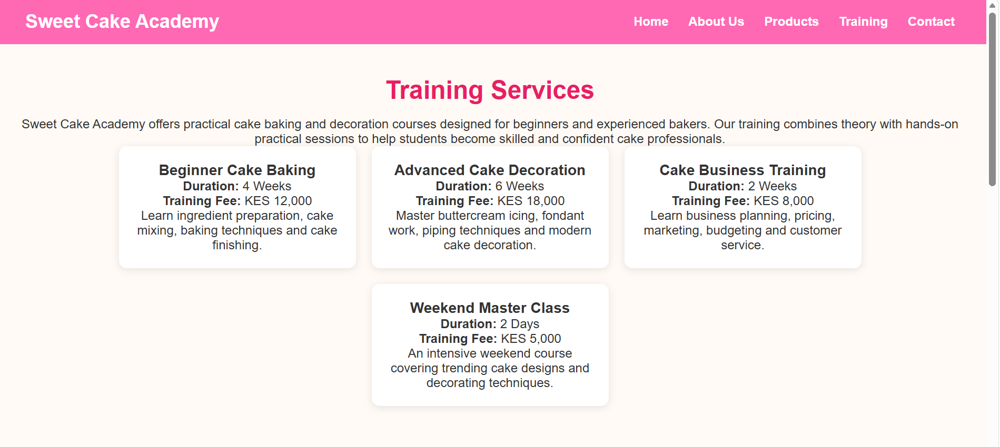 Sweet Cake Academy
Home About Us Products Training Contact
Training Services
Sweet Cake Academy offers practical cake baking and decoration courses designed for beginners and experienced bakers. Our training combines theory with hands-on
practical sessions to help students become skilled and confident cake professionals.
Beginner Cake Baking
Duration: 4 Weeks
Training Fee: KES 12,000
Learn ingredient preparation, cake
mixing, baking techniques and cake
finishing.
Advanced Cake Decoration
Duration: 6 Weeks
Training Fee: KES 18,000
Master buttercream icing, fondant
work, piping techniques and modern
cake decoration.
Cake Business Training
Duration: 2 Weeks
Training Fee: KES 8,000
Learn business planning, pricing,
marketing, budgeting and customer
service.
Weekend Master Class
Duration: 2 Days
Training Fee: KES 5,000
An intensive weekend course
covering trending cake designs and
decorating techniques.